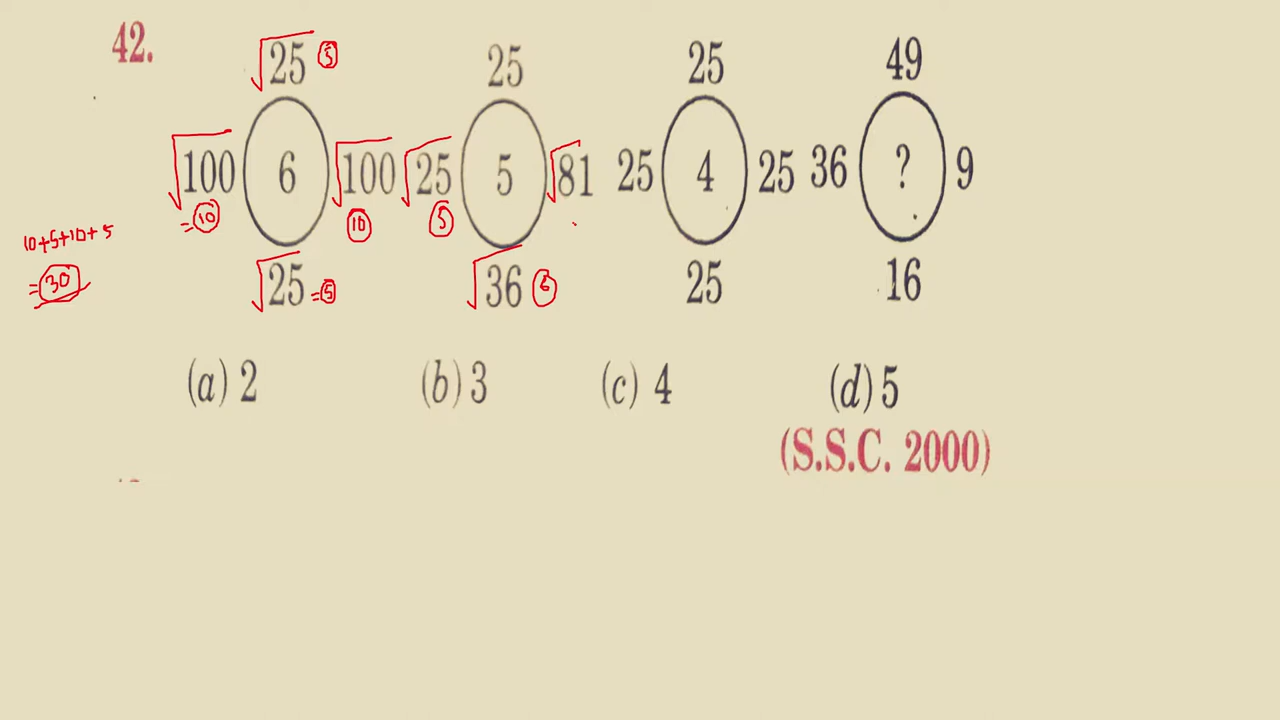 42.
√25 5 25 25 49
√100 6 √100 √25 5 √81 25 4 25 36 ? 9
=10 10 5
10+5+10+5
=30
√25 =5 √36 6 25 16
(a) 2 (b) 3 (c) 4 (d) 5
(S.S.C. 2000)